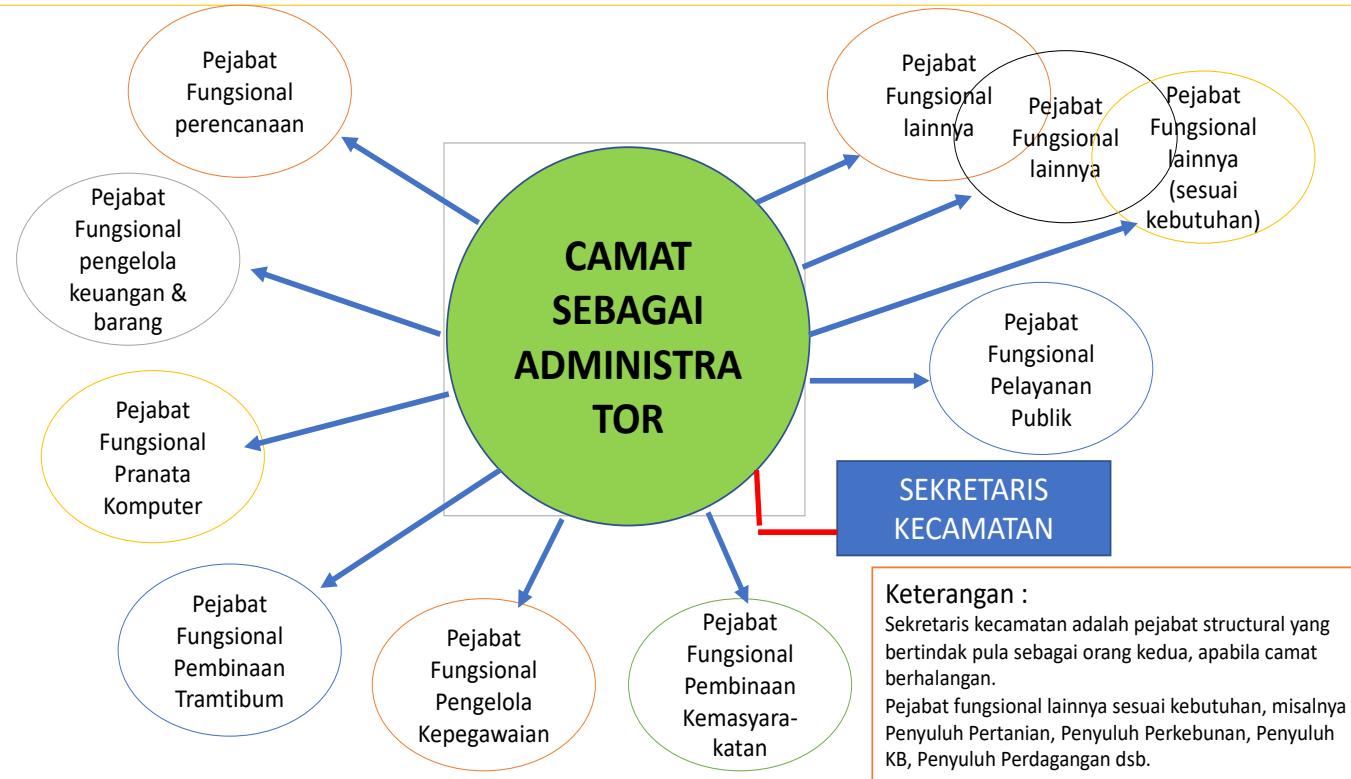 Pejabat
Fungsional
perencanaan
Pejabat
Fungsional
lainnya
Pejabat
Fungsional
lainnya
Pejabat
Fungsional
lainnya
(sesuai
kebutuhan)
Pejabat
Fungsional
pengelola
keuangan &
barang
CAMAT
SEBAGAI
ADMINISTRA
TOR
Pejabat
Fungsional
Pelayanan
Publik
Pejabat
Fungsional
Pranata
Komputer
SEKRETARIS
KECAMATAN
Pejabat
Fungsional
Pembinaan
Tramtibum
Pejabat
Fungsional
Pengelola
Kepegawaian
Pejabat
Fungsional
Pembinaan
Kemasyara-
katan
Keterangan :
Sekretaris kecamatan adalah pejabat structural yang
bertindak pula sebagai orang kedua, apabila camat
berhalangan.
Pejabat fungsional lainnya sesuai kebutuhan, misalnya
Penyuluh Pertanian, Penyuluh Perkebunan, Penyuluh
KB, Penyuluh Perdagangan dsb.